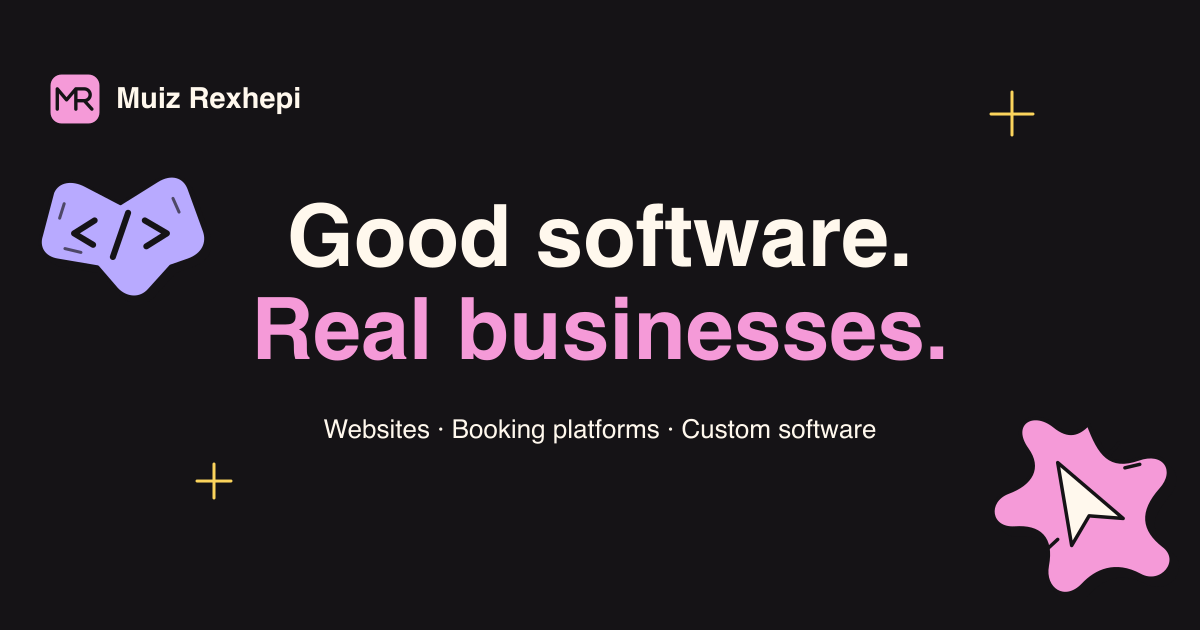 MR Muiz Rexhepi
</>
Good software.
Real businesses.
Websites · Booking platforms · Custom software